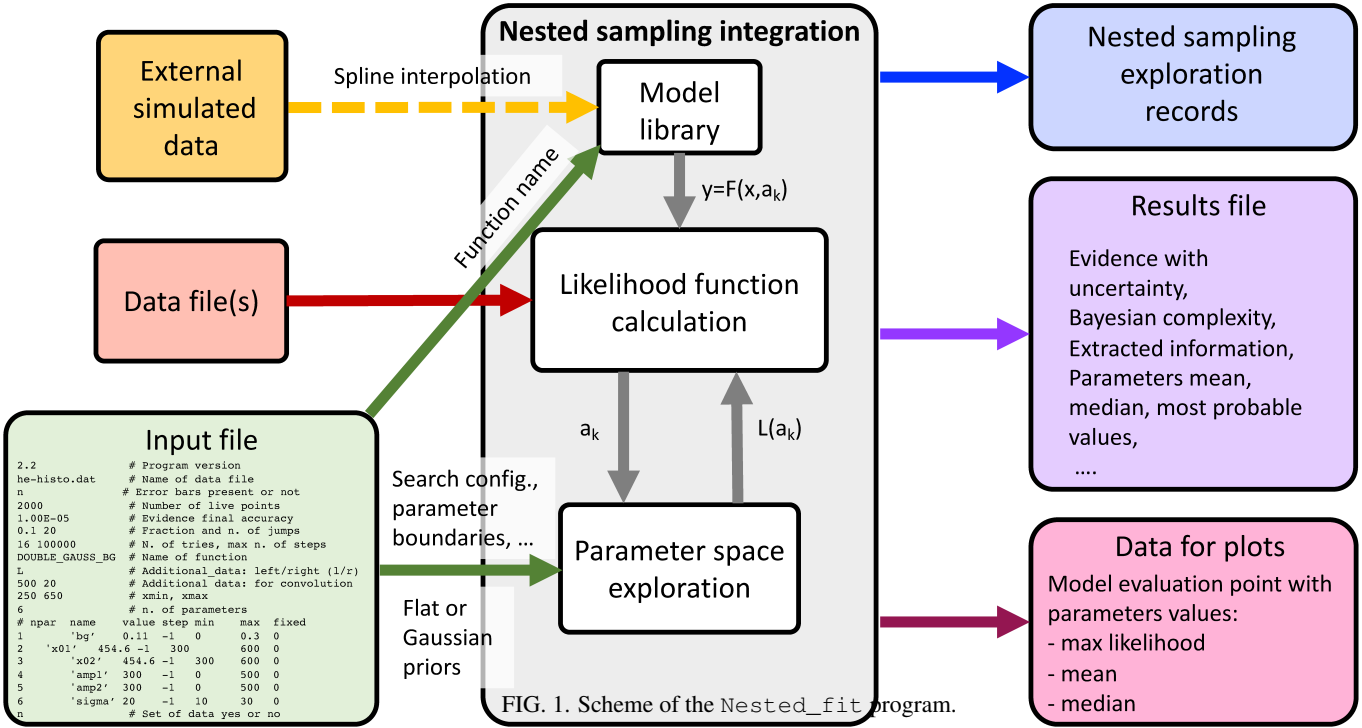 Nested sampling integration
External
simulated
data
Spline interpolation
Model
library
Function name
y=F(x,aₖ)
Data file(s)
Likelihood function
calculation
aₖ
L(aₖ)
Input file
2.2 # Program version
he-histo.dat # Name of data file
n # Error bars present or not
2000 # Number of live points
1.00E-05 # Evidence final accuracy
0.1 20 # Fraction and n. of jumps
16 100000 # N. of tries, max n. of steps
DOUBLE_GAUSS_BG # Name of function
L # Additional_data: left/right (l/r)
500 20 # Additional data: for convolution
250 650 # xmin, xmax
6 # n. of parameters
# npar name value step min max fixed
1 'bg’ 0.11 -1 0 0.3 0
2 'x01’ 454.6 -1 300 600 0
3 'x02’ 454.6 -1 300 600 0
4 'amp1’ 300 -1 0 500 0
5 'amp2’ 300 -1 0 500 0
6 'sigma’ 20 -1 10 30 0
n # Set of data yes or no
Search config.,
parameter
boundaries, ...
Flat or
Gaussian
priors
Parameter space
exploration
Nested sampling
exploration
records
Results file
Evidence with
uncertainty,
Bayesian complexity,
Extracted information,
Parameters mean,
median, most probable
values,
....
Data for plots
Model evaluation point with
parameters values:
- max likelihood
- mean
- median
FIG. 1. Scheme of the Nested_fit program.